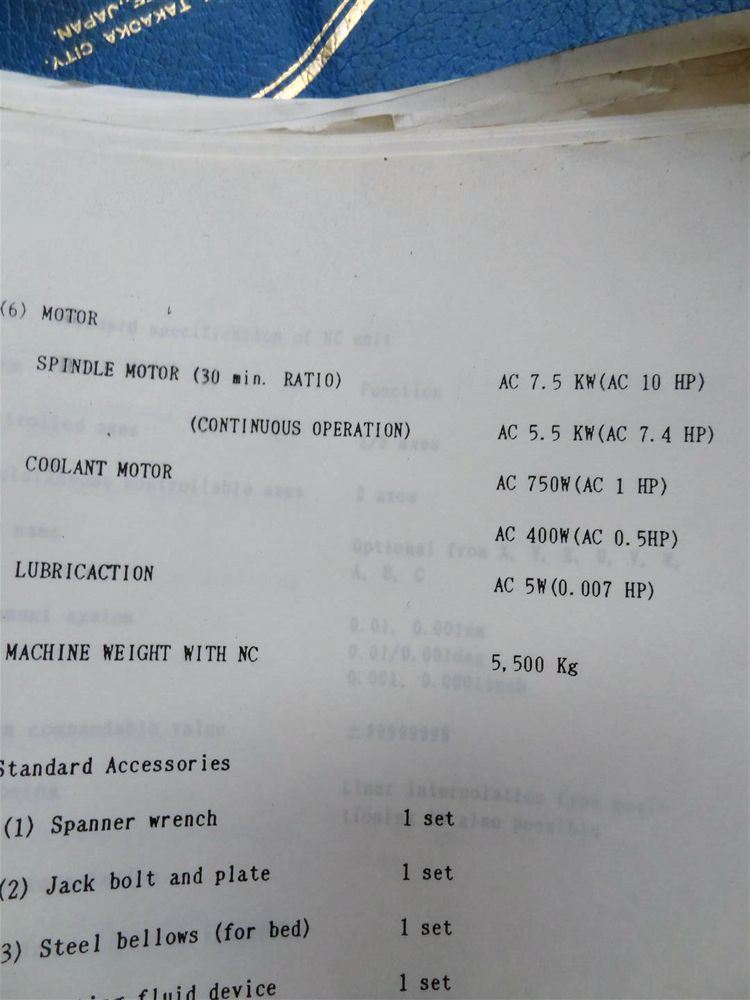 TAKAOKA CITY.
JAPAN.
(6) MOTOR
SPINDLE MOTOR (30 min. RATIO) AC 7.5 KW(AC 10 HP)
(CONTINUOUS OPERATION) AC 5.5 KW(AC 7.4 HP)
COOLANT MOTOR AC 750W(AC 1 HP)
AC 400W(AC 0.5HP)
LUBRICACTION AC 5W(0.007 HP)
MACHINE WEIGHT WITH NC 5,500 Kg
Standard Accessories
(1) Spanner wrench 1 set
(2) Jack bolt and plate 1 set
3) Steel bellows (for bed) 1 set
fluid device 1 set